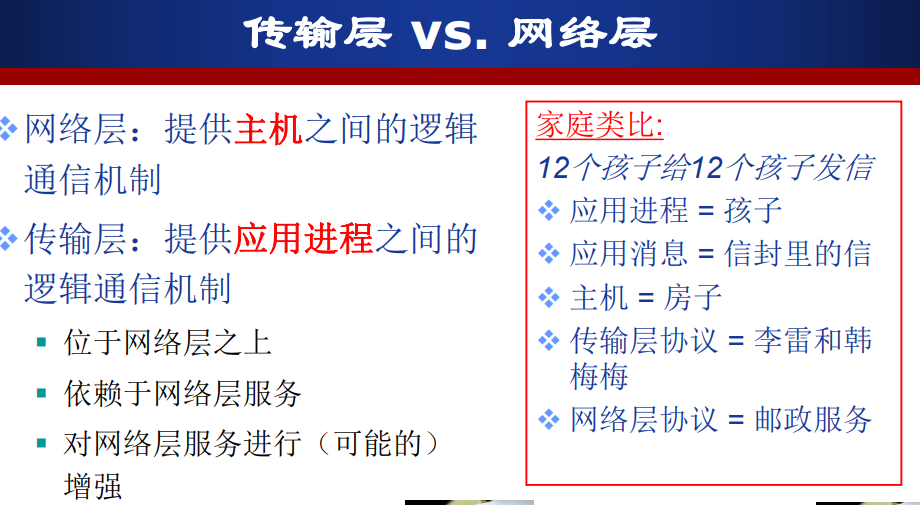 传输层 vs. 网络层
网络层：提供主机之间的逻辑
通信机制
传输层：提供应用进程之间的
逻辑通信机制
位于网络层之上
依赖于网络层服务
对网络层服务进行（可能的）
增强
家庭类比:
12个孩子给12个孩子发信
应用进程 = 孩子
应用消息 = 信封里的信
主机 = 房子
传输层协议 = 李雷和韩
梅梅
网络层协议 = 邮政服务